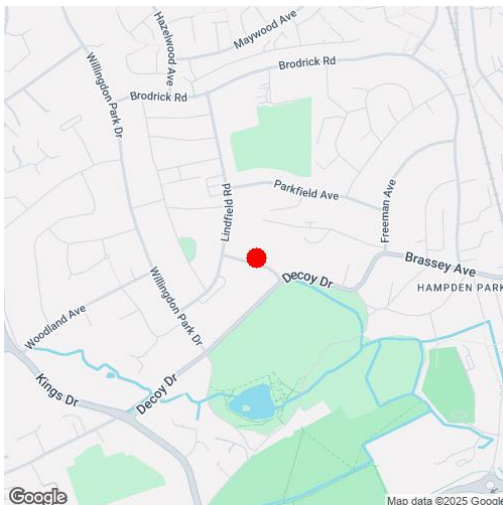 Maywood Ave
Hazelwood Ave
Brodrick Rd
Willingdon Park Dr
Brodrick Rd
Parkfield Ave
Lindfield Rd
Freeman Ave
Brassey Ave
Decoy Dr
HAMPDEN PARK
Woodland Ave
Willingdon Park Dr
Kings Dr
Decoy Dr
Google
Map data ©2025 Google